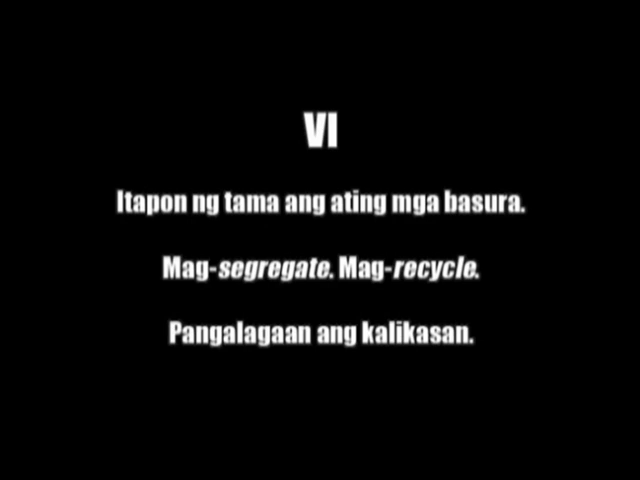 VI
Itapon ng tama ang ating mga basura.
Mag-segregate. Mag-recycle.
Pangalagaan ang kalikasan.